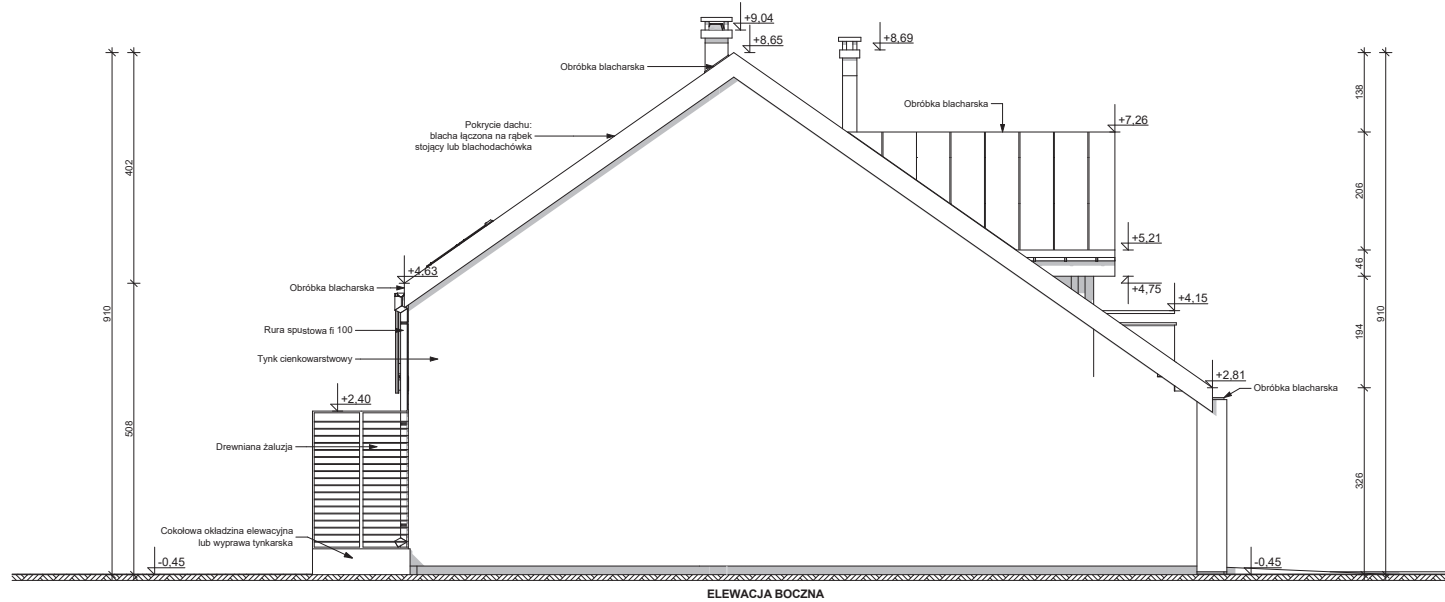 +9,04
+8,65
+8,69
Obróbka blacharska
138
Obróbka blacharska
+7,26
Pokrycie dachu:
blacha łączona na rąbek
stojący lub blachodachówka
402
206
+5,21
46
+4,63
Obróbka blacharska
+4,75
+4,15
910
910
Rura spustowa fi 100
194
Tynk cienkowarstwowy
+2,81
Obróbka blacharska
+2,40
508
Drewniana żaluzja
326
Cokołowa okładzina elewacyjna
lub wyprawa tynkarska
-0,45
-0,45
ELEWACJA BOCZNA